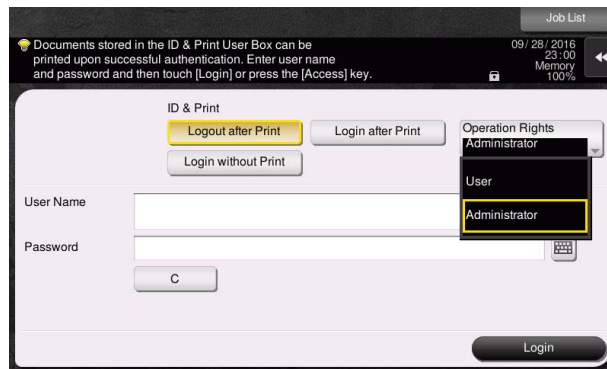 Job List
Documents stored in the ID & Print User Box can be
printed upon successful authentication. Enter user name
and password and then touch [Login] or press the [Access] key.
09/28/2016
23:00
Memory
100%
ID & Print
Logout after Print
Login after Print
Operation Rights
Administrator
Login without Print
User
Administrator
User Name
Password
C
Login